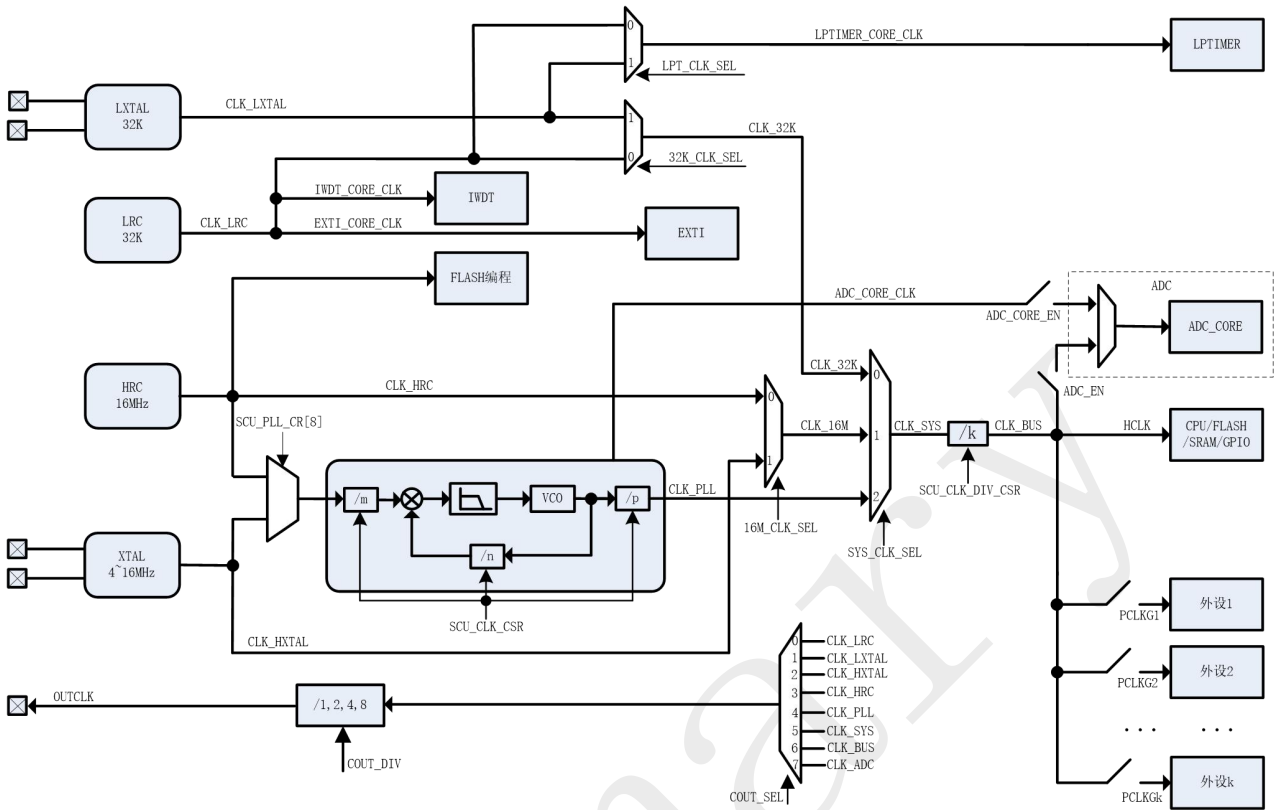 0
LPTIMER_CORE_CLK
LPTIMER
1
LPT_CLK_SEL
LXTAL
32K
CLK_LXTAL
1
CLK_32K
0
32K_CLK_SEL
IWDT_CORE_CLK
IWDT
LRC
32K
CLK_LRC
EXTI_CORE_CLK
EXTI
FLASH编程
ADC_CORE_CLK
ADC_CORE_EN
ADC
ADC_CORE
HRC
16MHz
CLK_HRC
0
CLK_32K
0
ADC_EN
SCU_PLL_CR[8]
CLK_16M
1
CLK_SYS
/k
CLK_BUS
HCLK
CPU/FLASH
/SRAM/GPIO
1
SCU_CLK_DIV_CSR
/m
VCO
/p
CLK_PLL
2
16M_CLK_SEL
SYS_CLK_SEL
/n
XTAL
4~16MHz
SCU_CLK_CSR
CLK_HXTAL
PCLKG1
外设1
0 CLK_LRC
1 CLK_LXTAL
2 CLK_HXTAL
3 CLK_HRC
4 CLK_PLL
5 CLK_SYS
6 CLK_BUS
7 CLK_ADC
PCLKG2
外设2
OUTCLK
/1,2,4,8
COUT_DIV
COUT_SEL
... ...
PCLKGk
外设k
nary